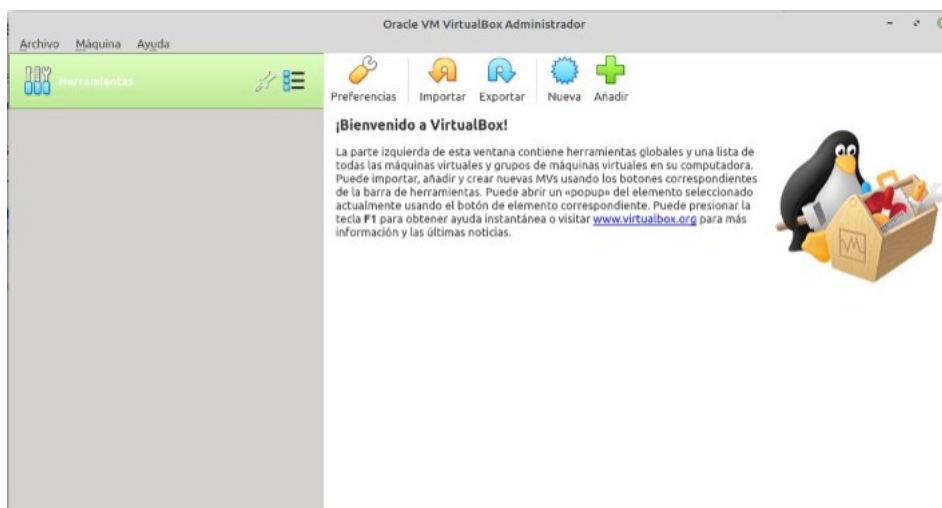 Oracle VM VirtualBox Administrador
Archivo Máquina Ayuda
Herramientas
Preferencias Importar Exportar Nueva Añadir
¡Bienvenido a VirtualBox!
La parte izquierda de esta ventana contiene herramientas globales y una lista de
todas las máquinas virtuales y grupos de máquinas virtuales en su computadora.
Puede importar, añadir y crear nuevas MVs usando los botones correspondientes
de la barra de herramientas. Puede abrir un «popup» del elemento seleccionado
actualmente usando el botón de elemento correspondiente. Puede presionar la
tecla F1 para obtener ayuda instantánea o visitar www.virtualbox.org para más
información y las últimas noticias.